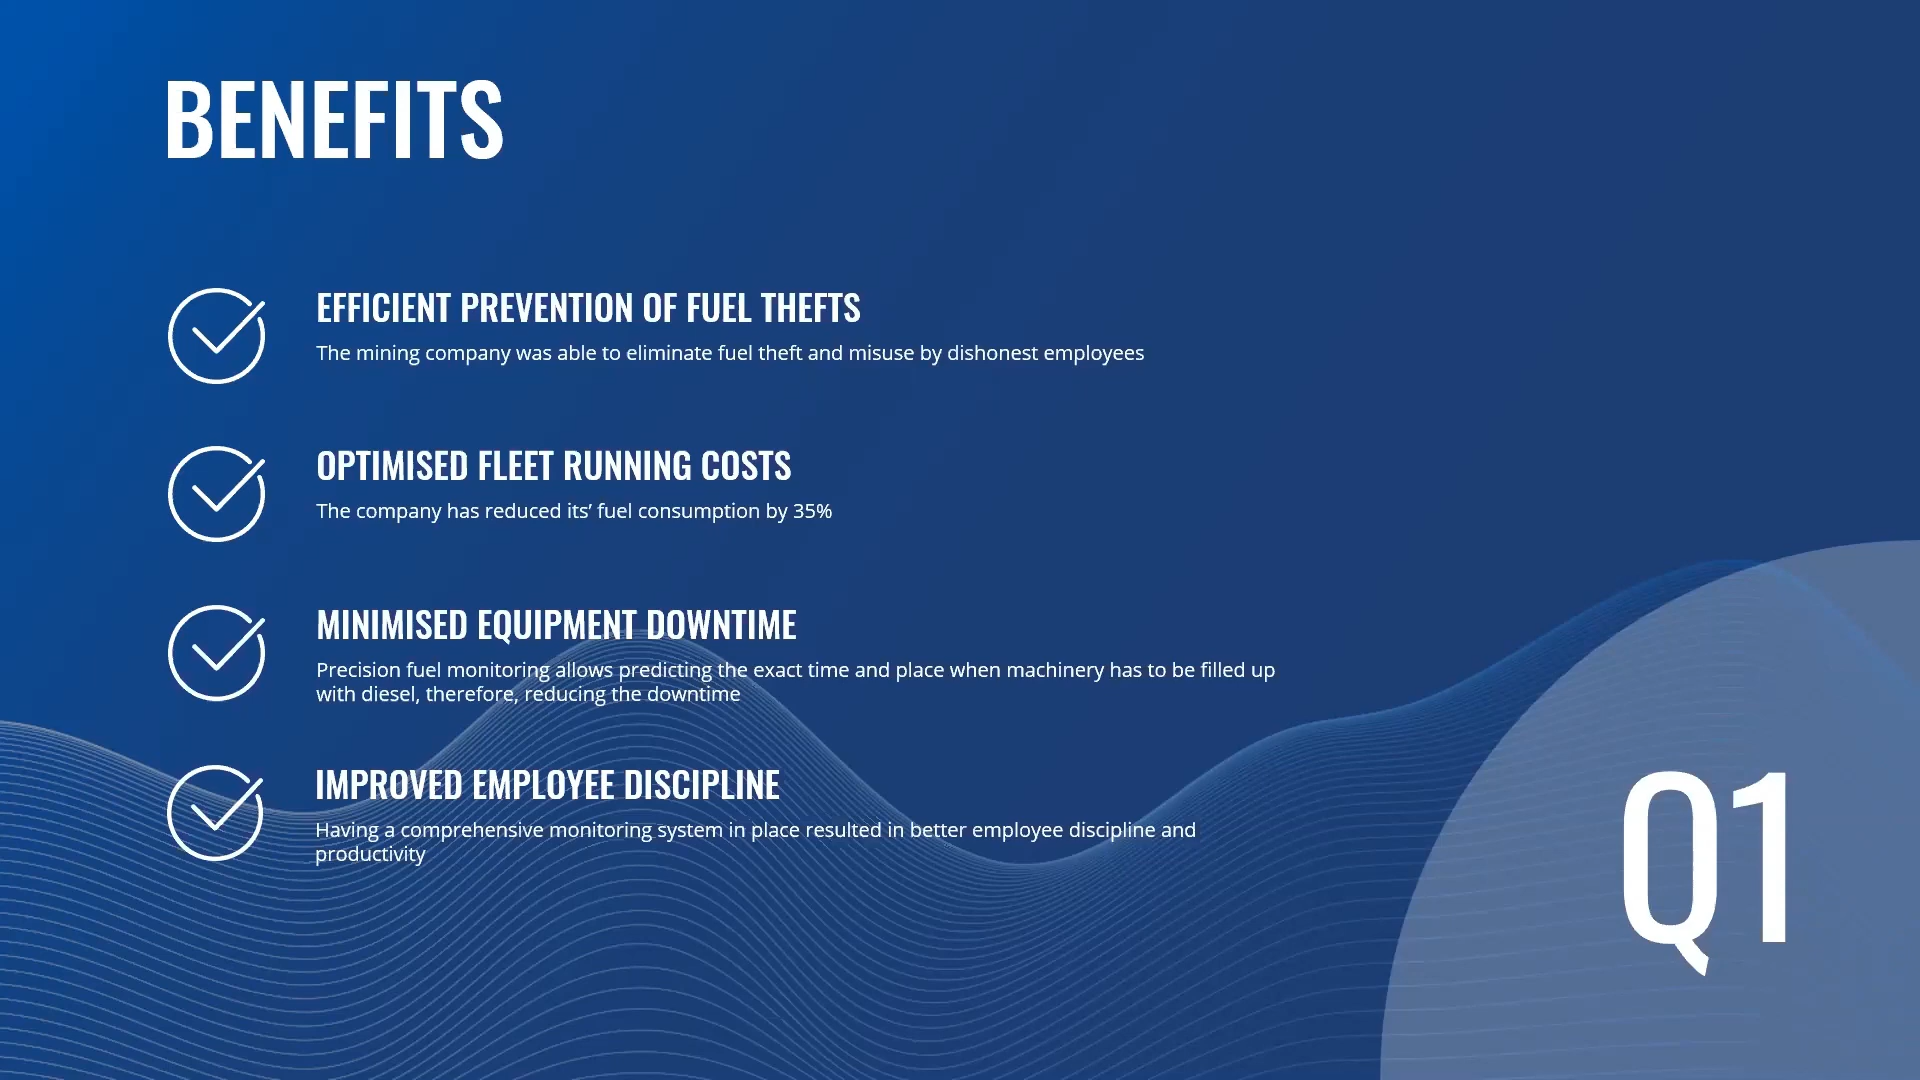 BENEFITS
EFFICIENT PREVENTION OF FUEL THEFTS
The mining company was able to eliminate fuel theft and misuse by dishonest employees
OPTIMISED FLEET RUNNING COSTS
The company has reduced its’ fuel consumption by 35%
MINIMISED EQUIPMENT DOWNTIME
Precision fuel monitoring allows predicting the exact time and place when machinery has to be filled up
with diesel, therefore, reducing the downtime
IMPROVED EMPLOYEE DISCIPLINE
Having a comprehensive monitoring system in place resulted in better employee discipline and
productivity
Q1